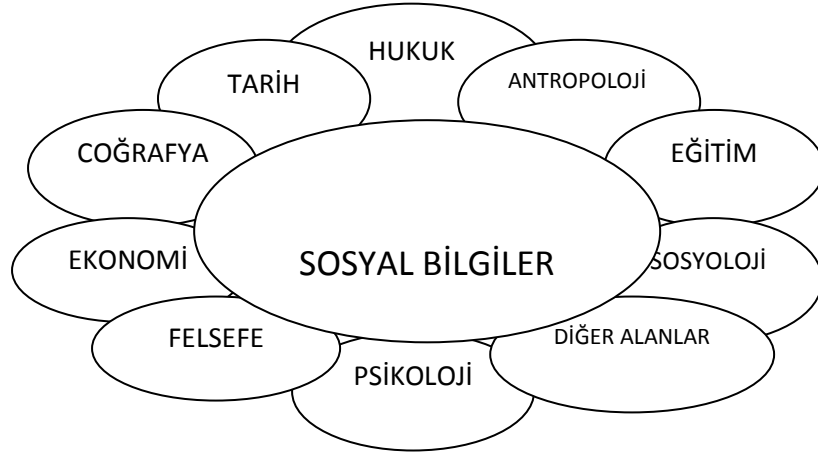 HUKUK
TARİH
ANTROPOLOJİ
COĞRAFYA
EĞİTİM
SOSYAL BİLGİLER
EKONOMİ
SOSYOLOJİ
FELSEFE
DİĞER ALANLAR
PSİKOLOJİ